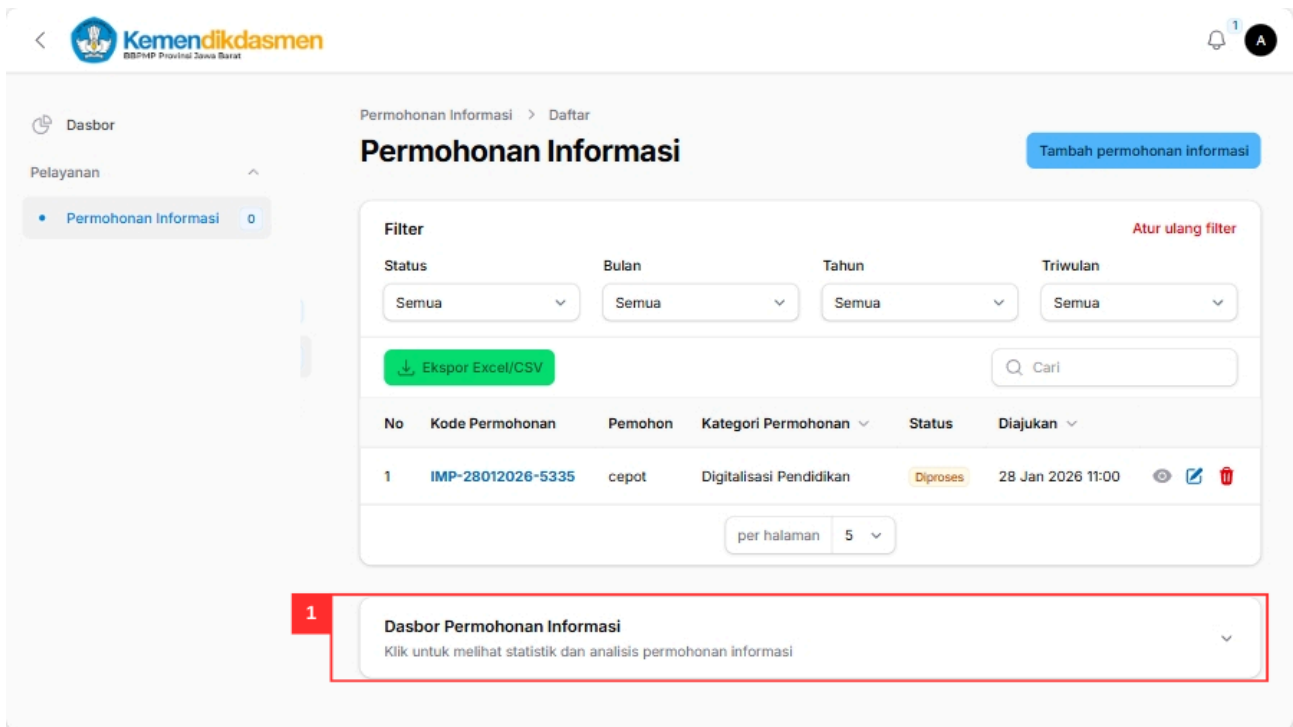 Kemendikdasmen
BBPMP Provinsi Jawa Barat
1
A
Dasbor
Pelayanan
Permohonan Informasi 0
Permohonan Informasi > Daftar
Permohonan Informasi
Tambah permohonan informasi
Filter
Atur ulang filter
Status Bulan Tahun Triwulan
Semua Semua Semua Semua
Ekspor Excel/CSV
Cari
No Kode Permohonan Pemohon Kategori Permohonan Status Diajukan
1 IMP-28012026-5335 cepot Digitalisasi Pendidikan Diproses 28 Jan 2026 11:00
per halaman 5
1
Dasbor Permohonan Informasi
Klik untuk melihat statistik dan analisis permohonan informasi